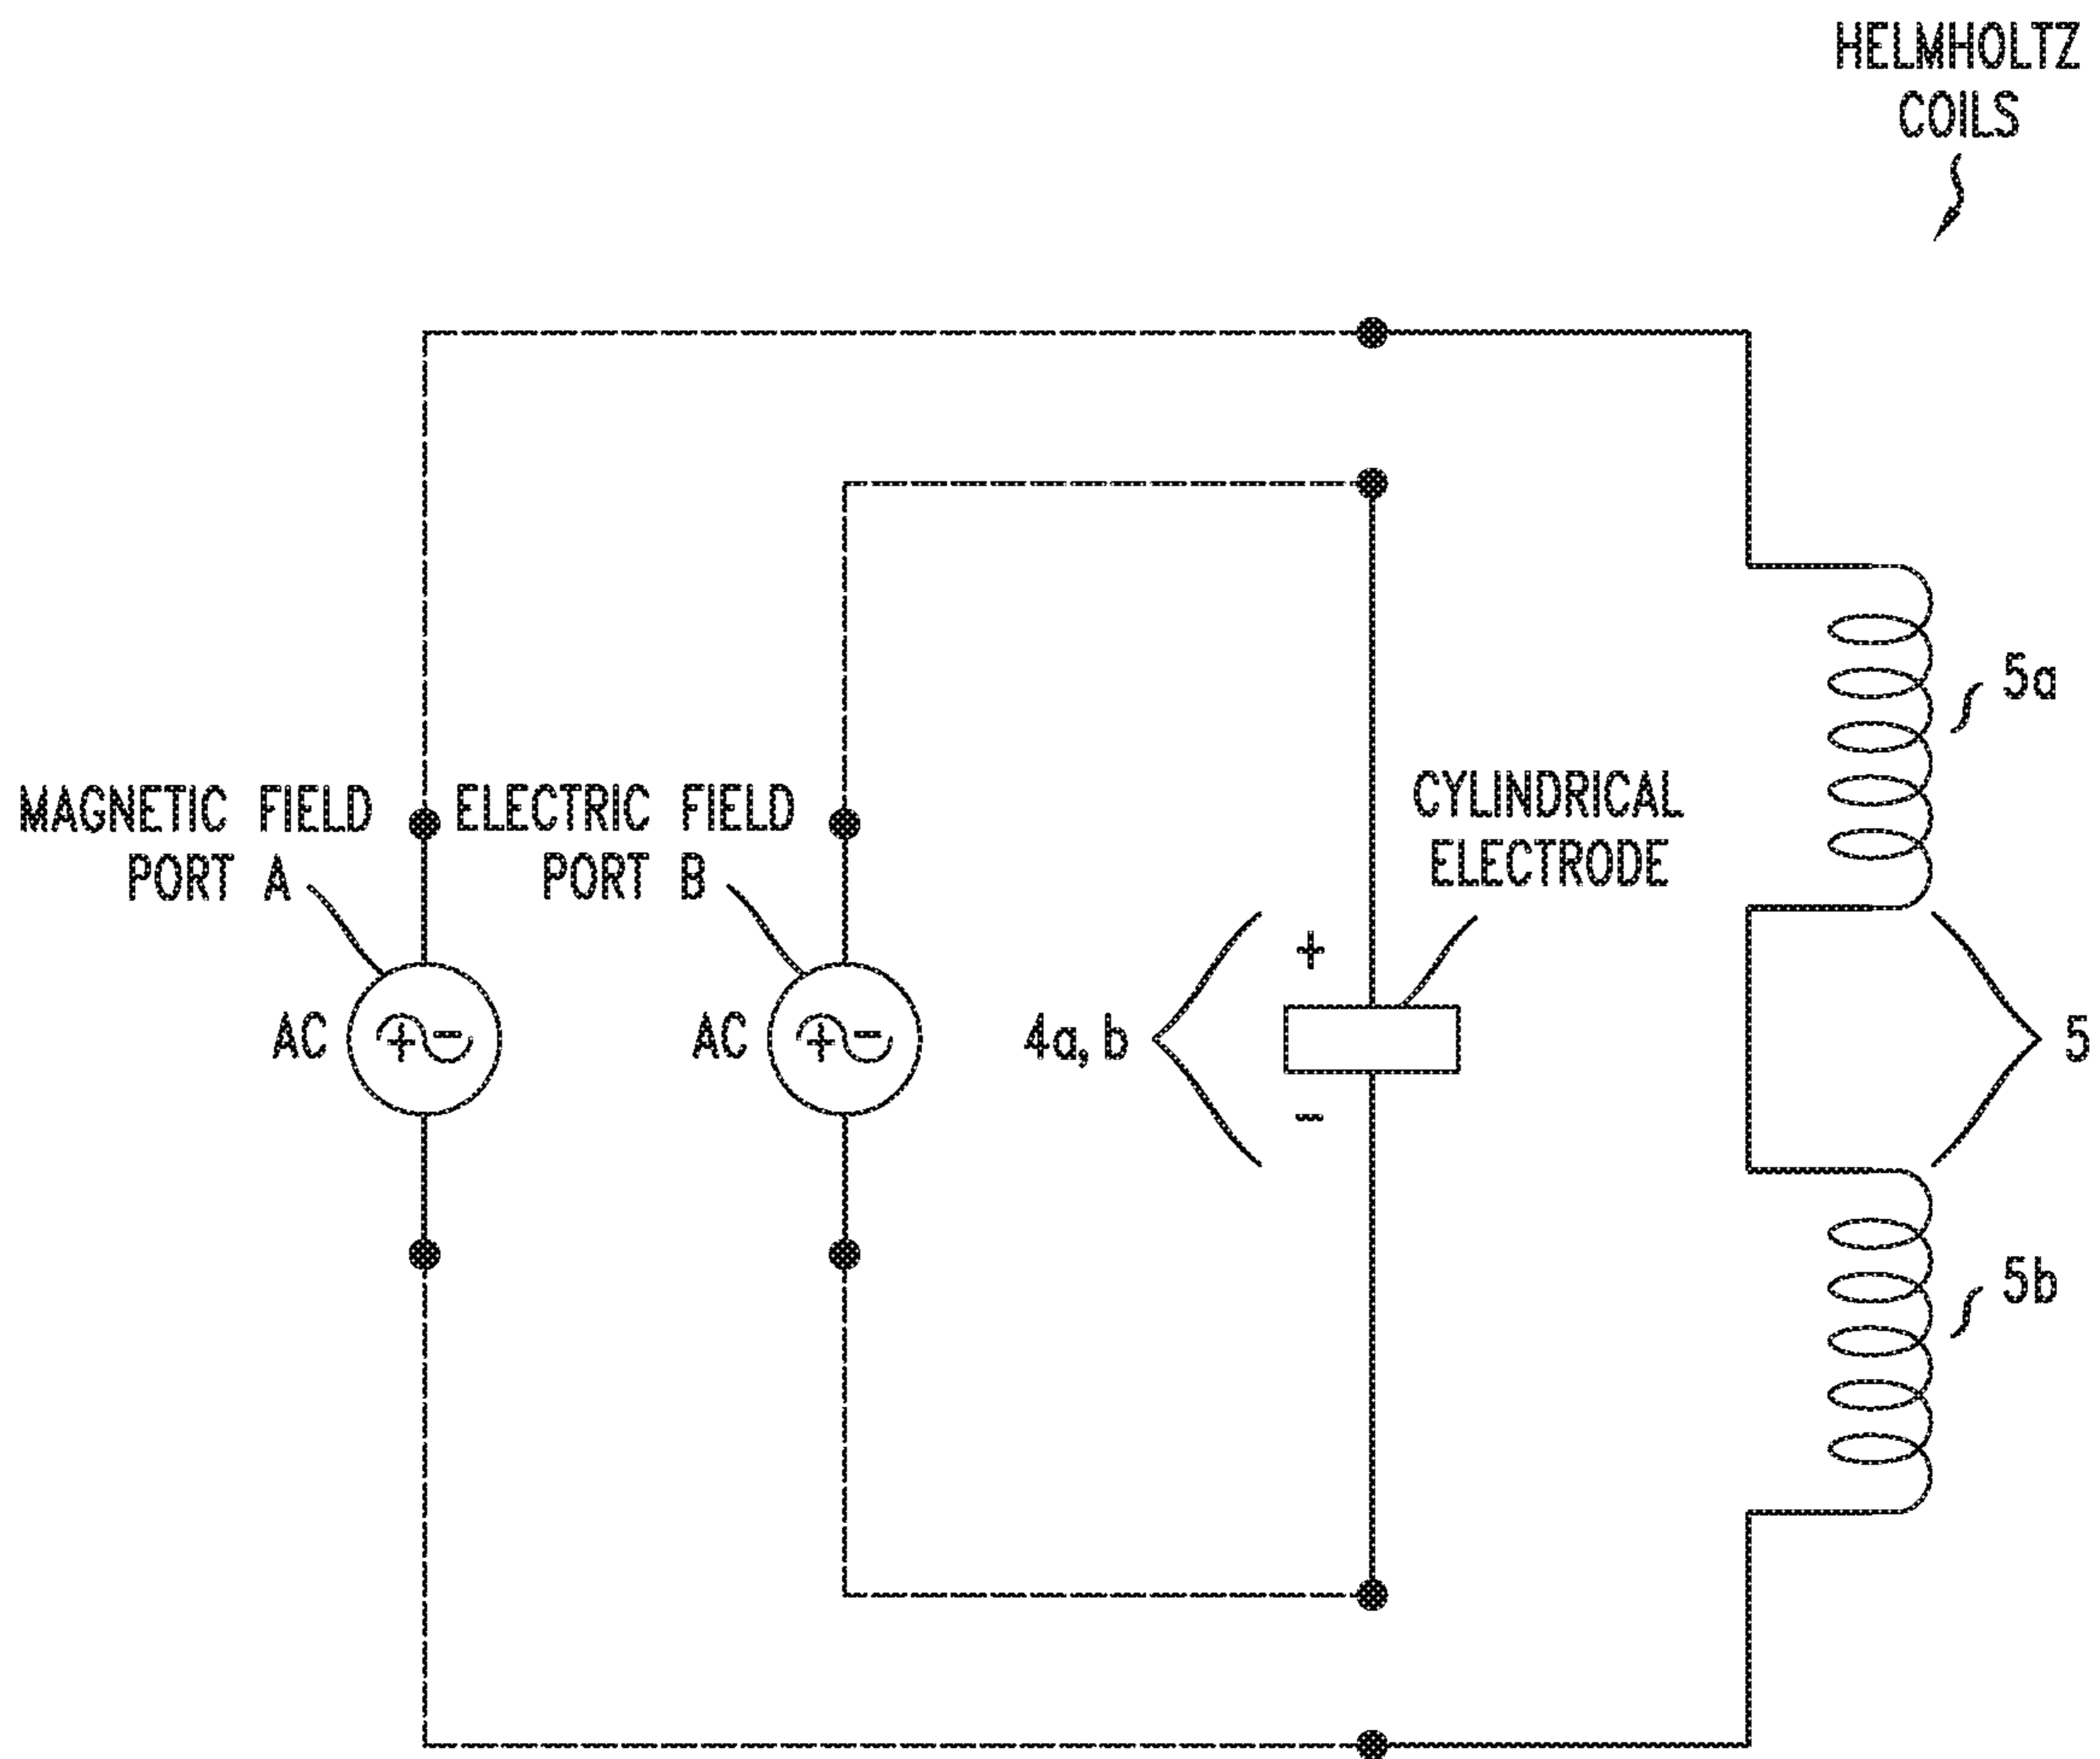 HELMHOLTZ
COILS
5a
MAGNETIC FIELD
PORT A
ELECTRIC FIELD
PORT B
CYLINDRICAL
ELECTRODE
AC
+ -
AC
+ -
4a, b
+
-
5
5b